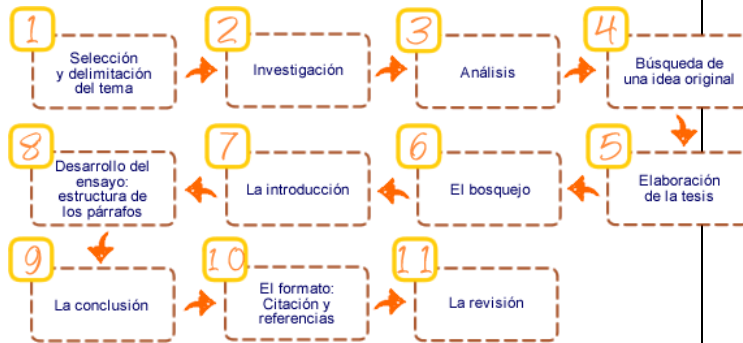 1
Selección
y delimitación
del tema
2
Investigación
3
Análisis
4
Búsqueda de
una idea original
5
Elaboración
de la tesis
6
El bosquejo
7
La introducción
8
Desarrollo del
ensayo:
estructura de
los párrafos
9
La conclusión
10
El formato:
Citación y
referencias
11
La revisión